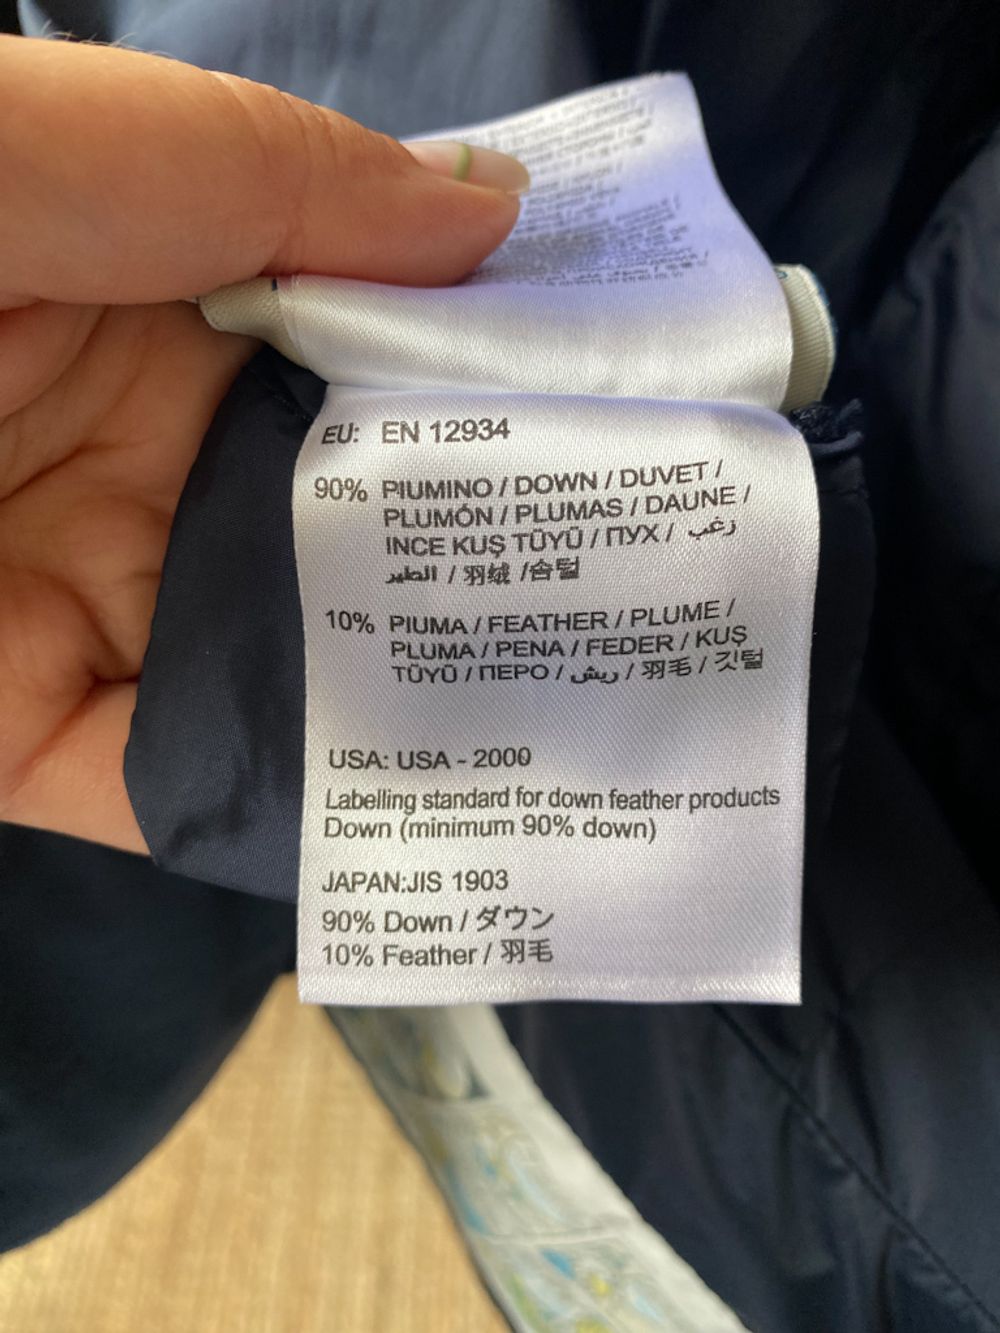 EU: EN 12934
90% PIUMINO / DOWN / DUVET /
PLUMÓN / PLUMAS / DAUNE /
INCE KUŞ TÜYÜ / ПУХ / زغب
الطير / 羽绒 / 솜털
10% PIUMA / FEATHER / PLUME /
PLUMA / PENA / FEDER / KUŞ
TÜYÜ / ПЕРО / ريش / 羽毛 / 깃털
USA: USA - 2000
Labelling standard for down feather products
Down (minimum 90% down)
JAPAN:JIS 1903
90% Down / ダウン
10% Feather / 羽毛